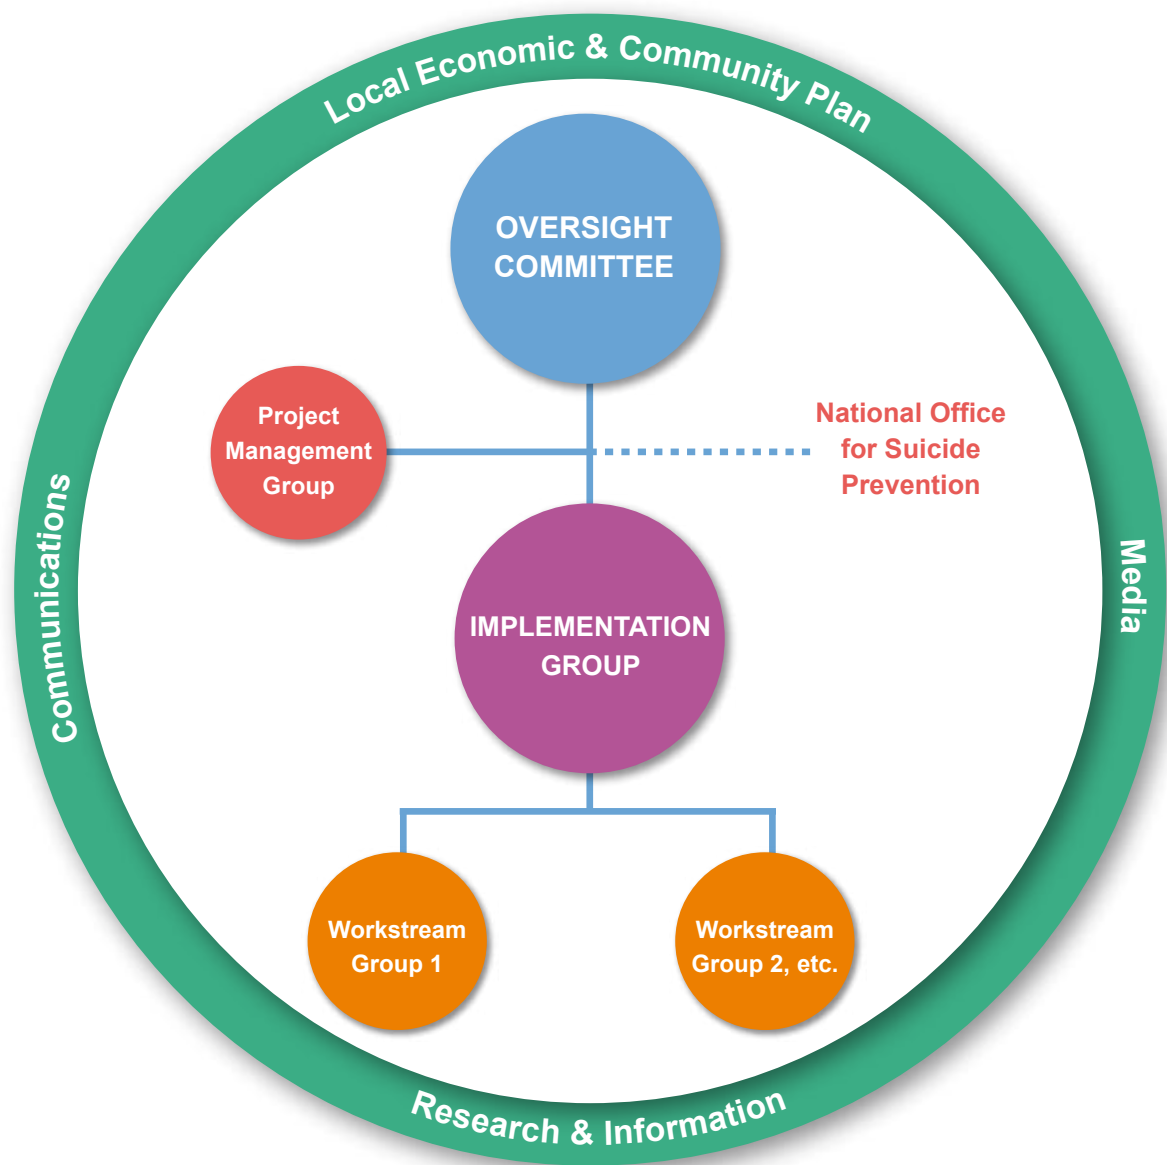 Local Economic & Community Plan
OVERSIGHT
COMMITTEE
Project
Management
Group
National Office
for Suicide
Prevention
Communications
Media
IMPLEMENTATION
GROUP
Workstream
Group 1
Workstream
Group 2, etc.
Research & Information